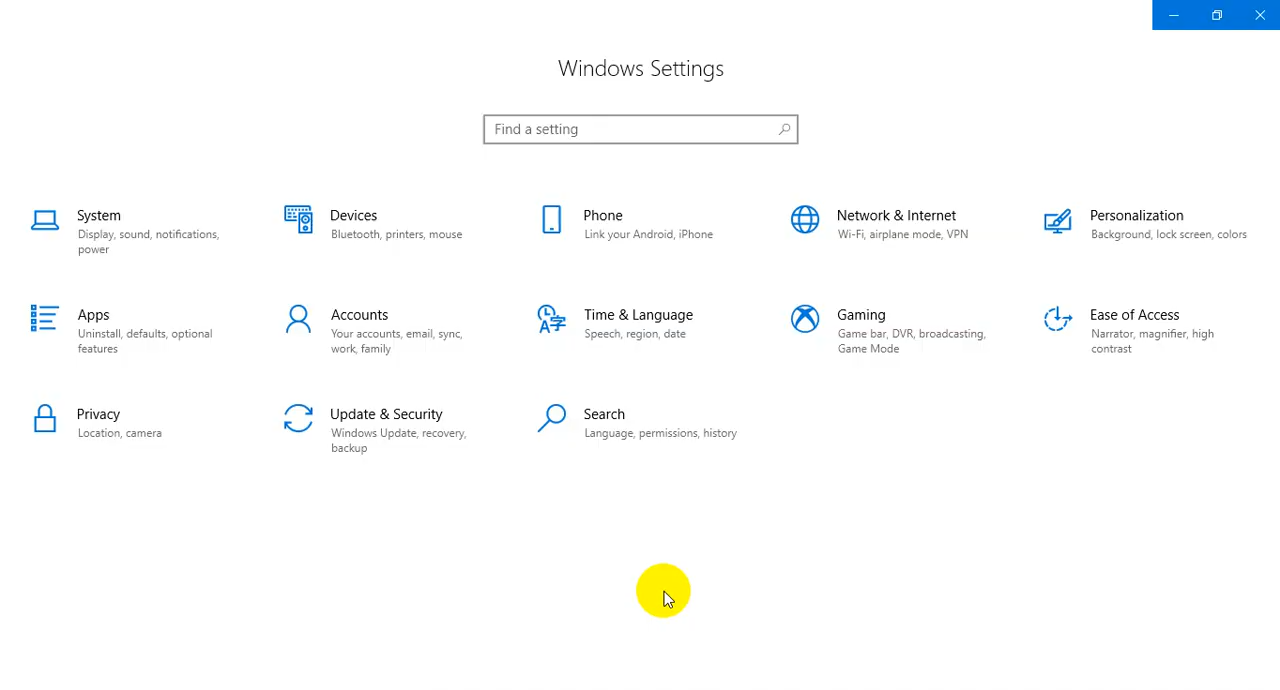 Windows Settings
Find a setting
System
Display, sound, notifications,
power
Devices
Bluetooth, printers, mouse
Phone
Link your Android, iPhone
Network & Internet
Wi-Fi, airplane mode, VPN
Personalization
Background, lock screen, colors
Apps
Uninstall, defaults, optional
features
Accounts
Your accounts, email, sync,
work, family
Time & Language
Speech, region, date
Gaming
Game bar, DVR, broadcasting,
Game Mode
Ease of Access
Narrator, magnifier, high
contrast
Privacy
Location, camera
Update & Security
Windows Update, recovery,
backup
Search
Language, permissions, history